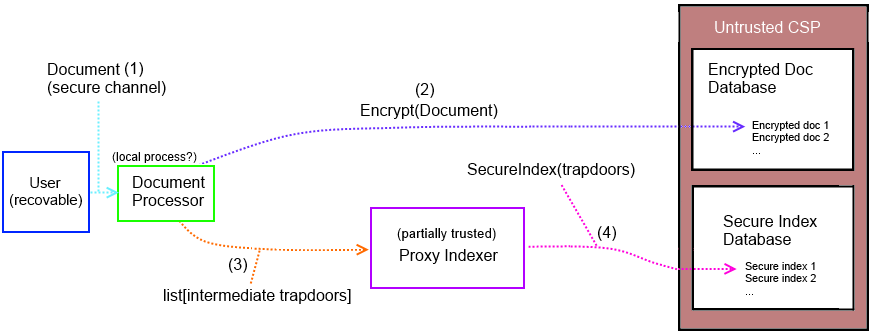 Untrusted CSP
Document (1)
(secure channel)
(2)
Encrypt(Document)
Encrypted Doc
Database
Encrypted doc 1
Encrypted doc 2
...
(local process?)
User
(recovable)
Document
Processor
SecureIndex(trapdoors)
(partially trusted)
Proxy Indexer
(3)
list[intermediate trapdoors]
(4)
Secure Index
Database
Secure index 1
Secure index 2
...